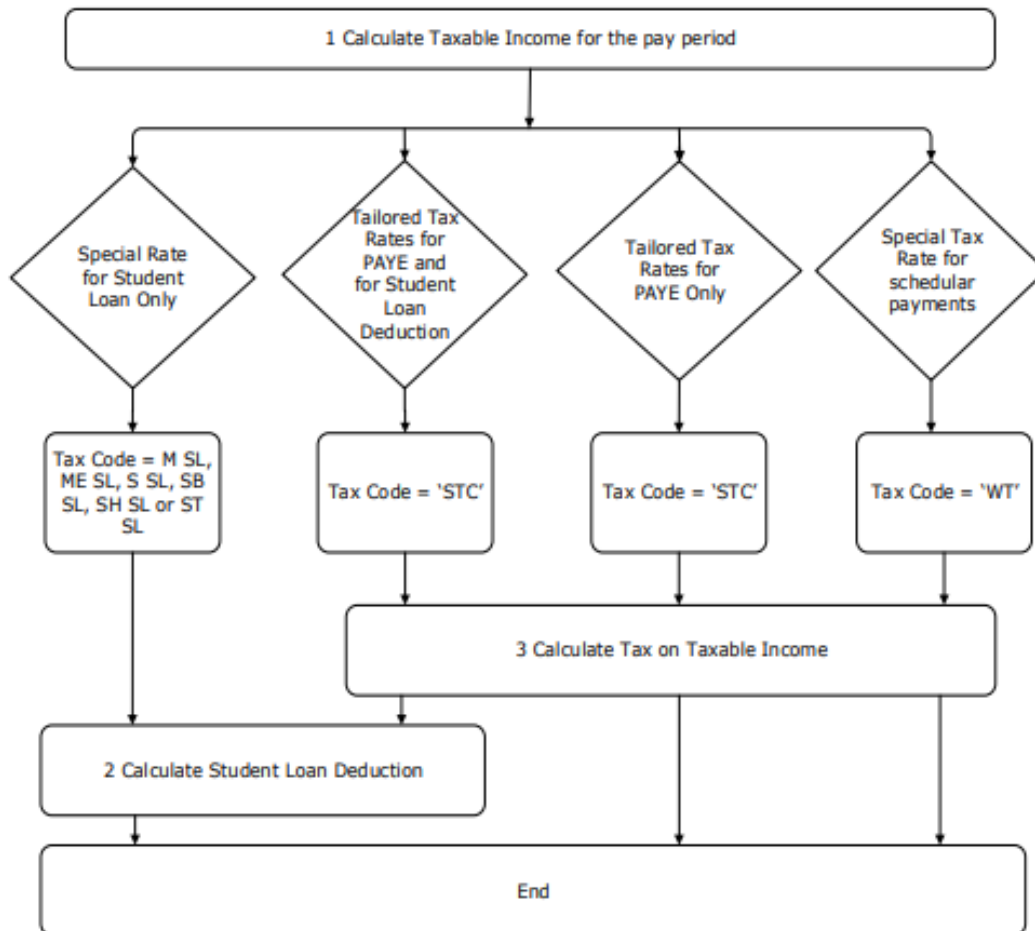 1 Calculate Taxable Income for the pay period
Special Rate
for Student
Loan Only
Tailored Tax
Rates for
PAYE and
for Student
Loan
Deduction
Tailored Tax
Rates for
PAYE Only
Special Tax
Rate for
schedular
payments
Tax Code = M SL,
ME SL, S SL, SB
SL, SH SL or ST
SL
Tax Code = ‘STC’
Tax Code = ‘STC’
Tax Code = ‘WT’
3 Calculate Tax on Taxable Income
2 Calculate Student Loan Deduction
End